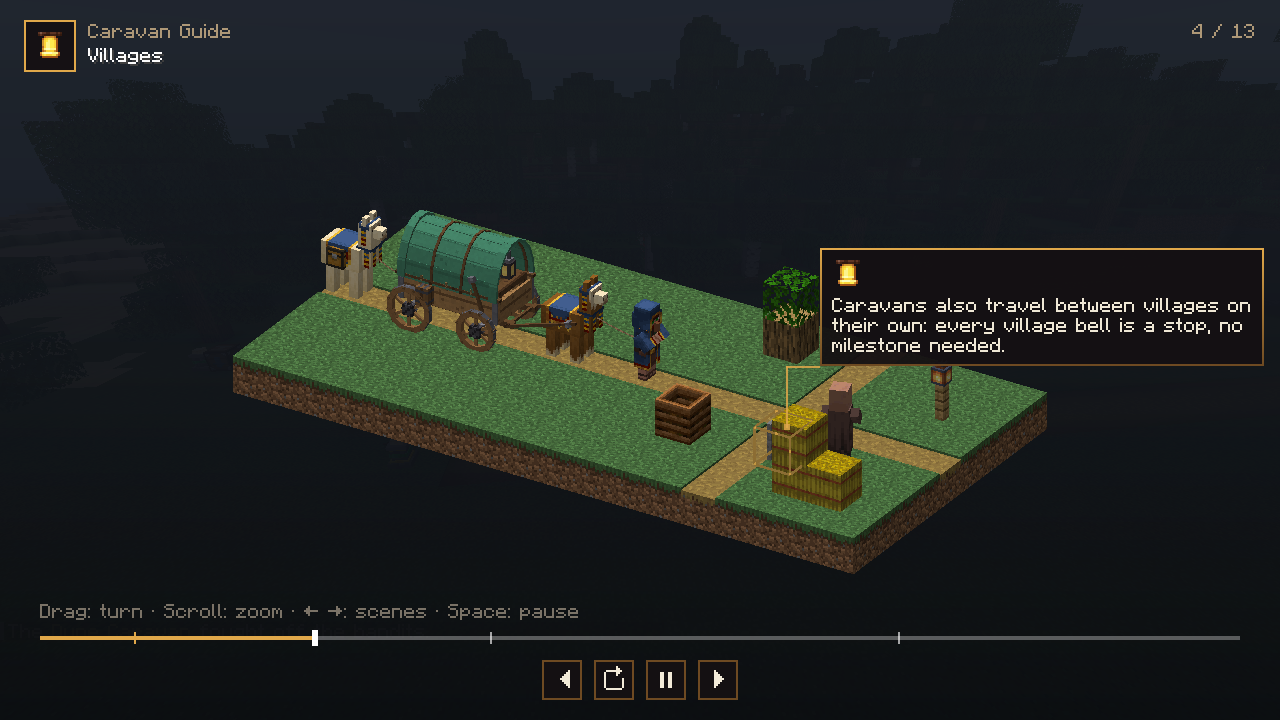 Caravan Guide
Villages
4 / 13
Caravans also travel between villages on
their own: every village bell is a stop, no
milestone needed.
Drag: turn · Scroll: zoom · ← →: scenes · Space: pause